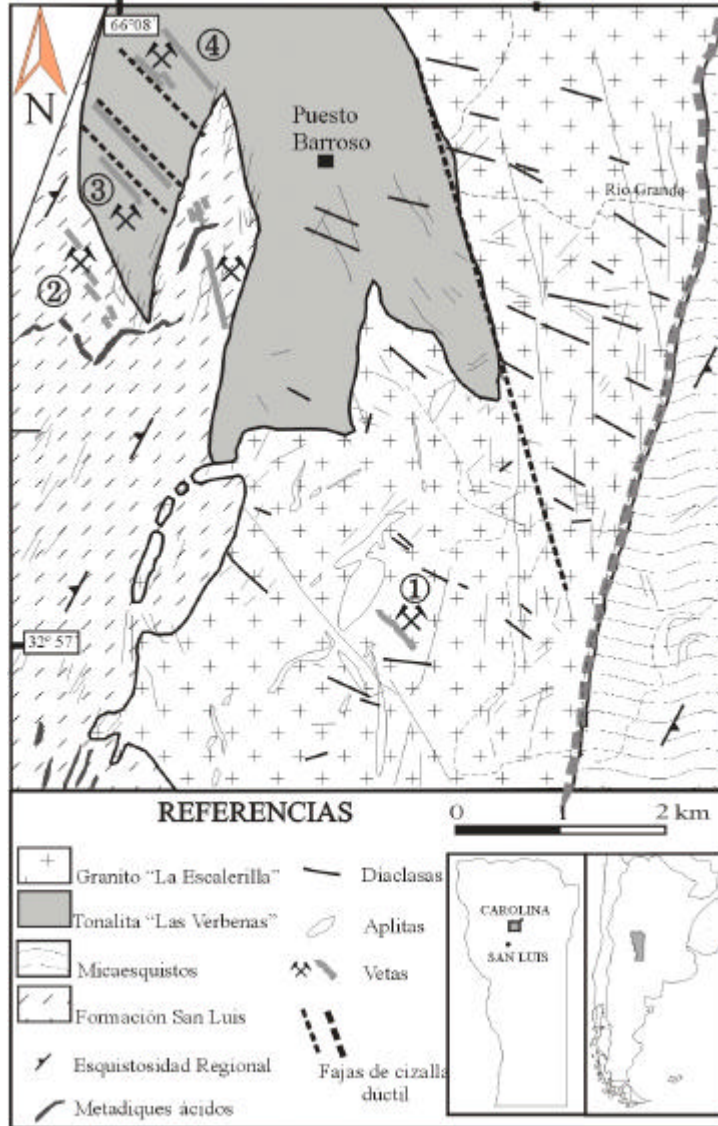 66°08
④
N
Puesto
Barroso
Rio Grande
③
②
①
32° 57'
REFERENCIAS
0 1 2 km
Granito "La Escalerilla"
Tonalita "Las Verbenas"
Micaesquistos
Formación San Luis
Esquistosidad Regional
Metadiques ácidos
Diaclasas
Aplitas
Vetas
Fajas de cizalla
dúctil
CAROLINA
SAN LUIS